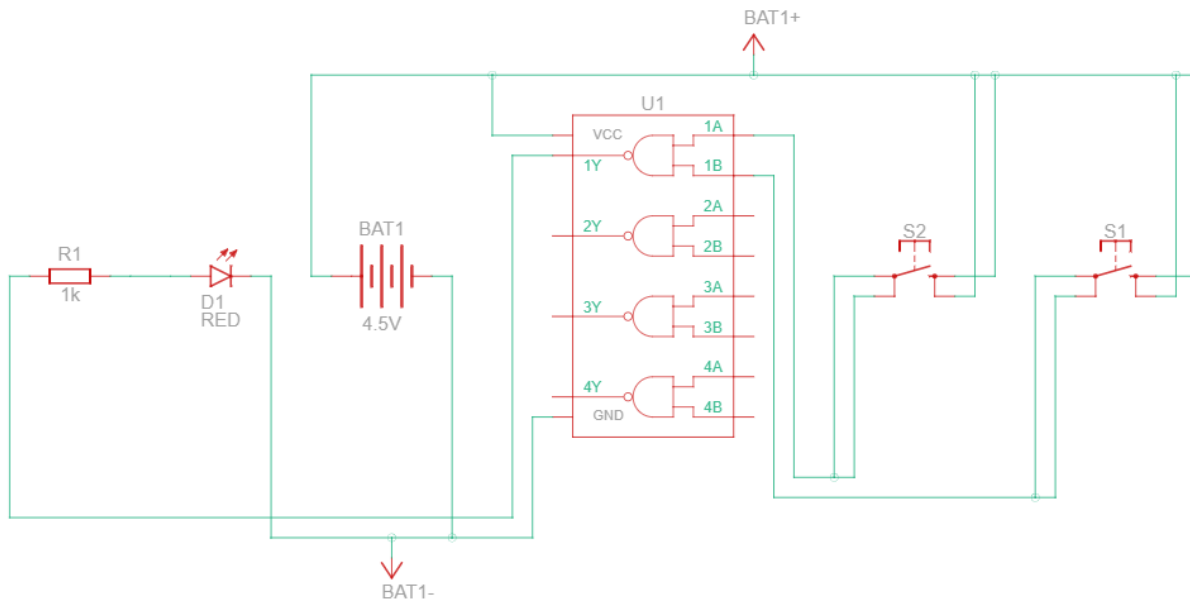 BAT1+
U1
VCC
1A
1Y
1B
2A
2Y
2B
3A
3Y
3B
4A
4Y
GND
4B
BAT1
4.5V
R1
1k
D1
RED
S2
S1
BAT1-